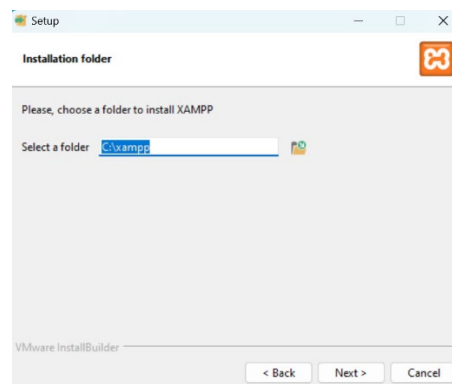 Setup
Installation folder
Please, choose a folder to install XAMPP
Select a folder C:\xampp
VMware InstallBuilder
< Back Next > Cancel